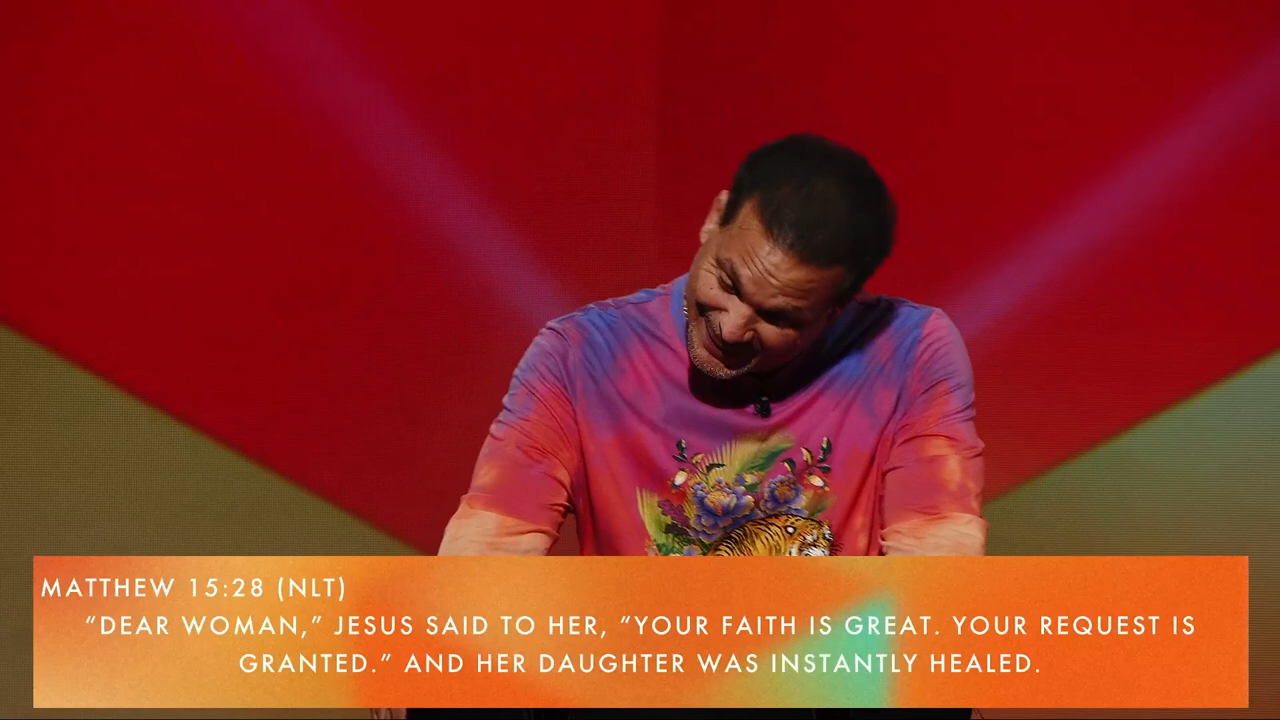 MATTHEW 15:28 (NLT)
“DEAR WOMAN,” JESUS SAID TO HER, “YOUR FAITH IS GREAT. YOUR REQUEST IS
GRANTED.” AND HER DAUGHTER WAS INSTANTLY HEALED.